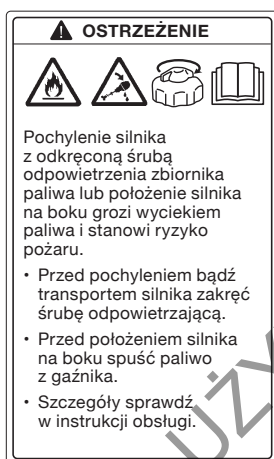 OSTRZEŻENIE
Pochylenie silnika
z odkręconą śrubą
odpowietrzenia zbiornika
paliwa lub położenie silnika
na boku grozi wyciekiem
paliwa i stanowi ryzyko
pożaru.
• Przed pochyleniem bądź
transportem silnika zakręć
śrubę odpowietrzającą.
• Przed położeniem silnika
na boku spuść paliwo
z gaźnika.
• Szczegóły sprawdź
w instrukcji obsługi.
UŻY